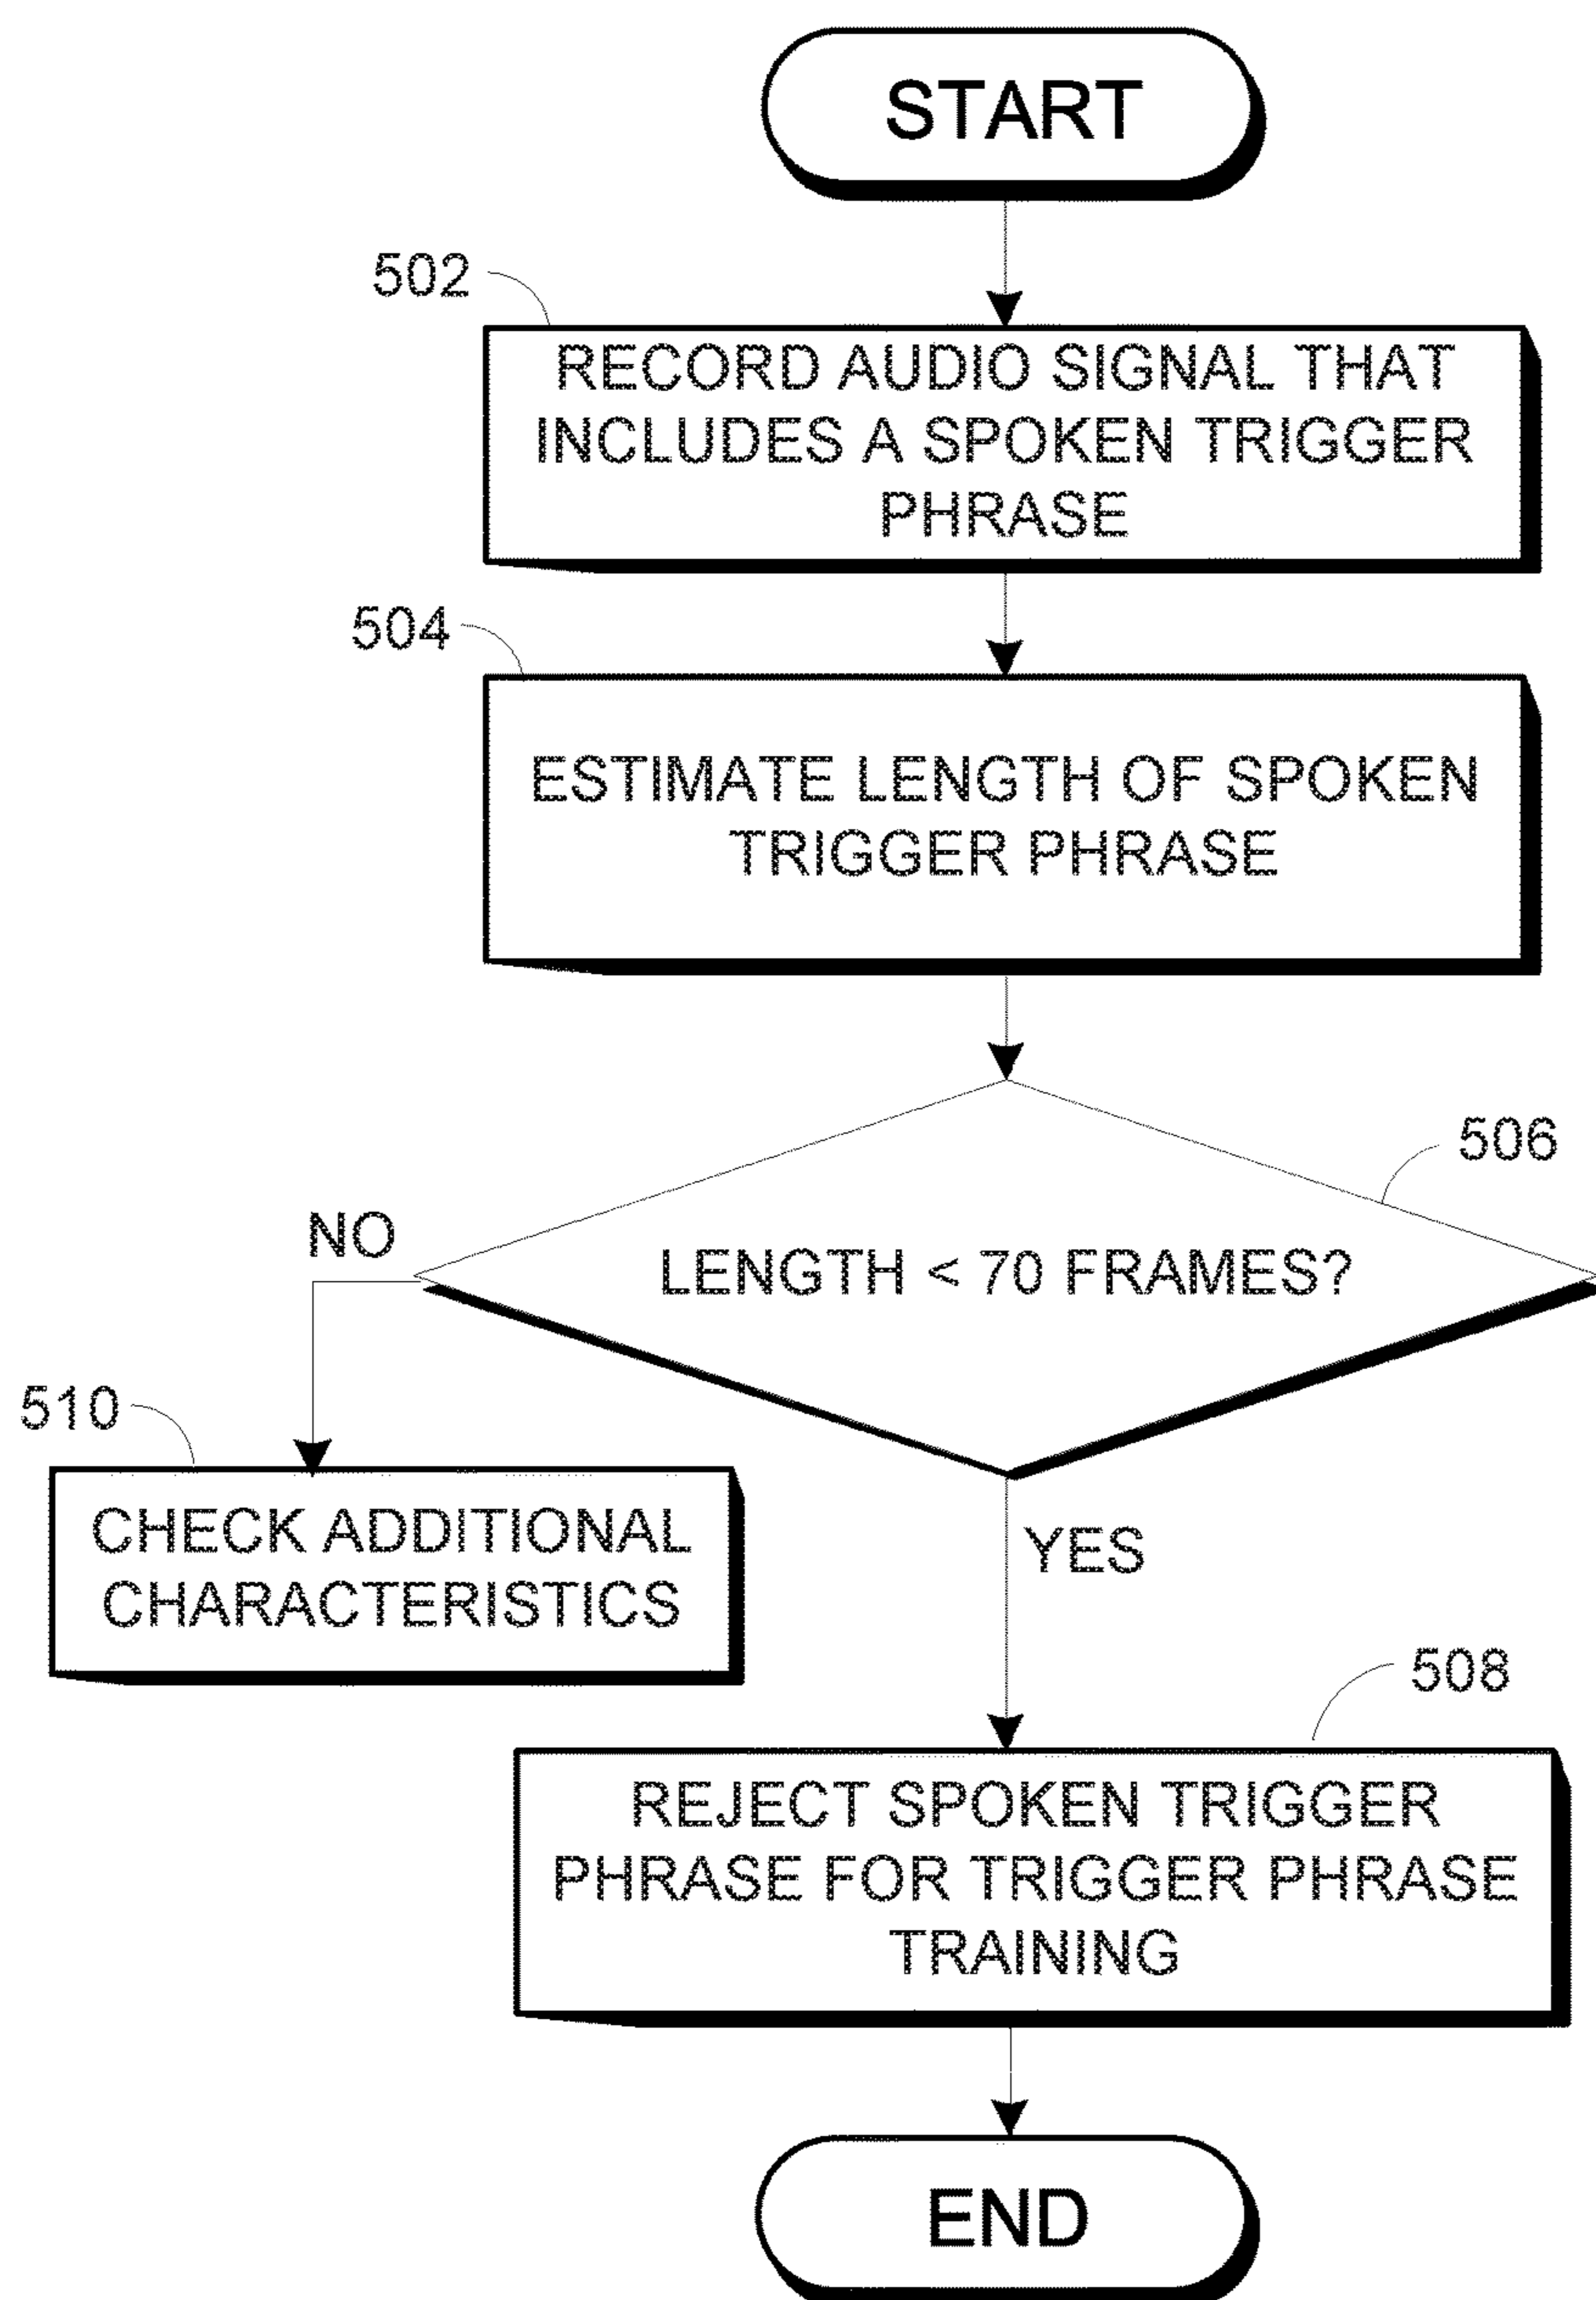 START
502
RECORD AUDIO SIGNAL THAT
INCLUDES A SPOKEN TRIGGER
PHRASE
504
ESTIMATE LENGTH OF SPOKEN
TRIGGER PHRASE
506
NO
LENGTH < 70 FRAMES?
510
CHECK ADDITIONAL
CHARACTERISTICS
YES
508
REJECT SPOKEN TRIGGER
PHRASE FOR TRIGGER PHRASE
TRAINING
END